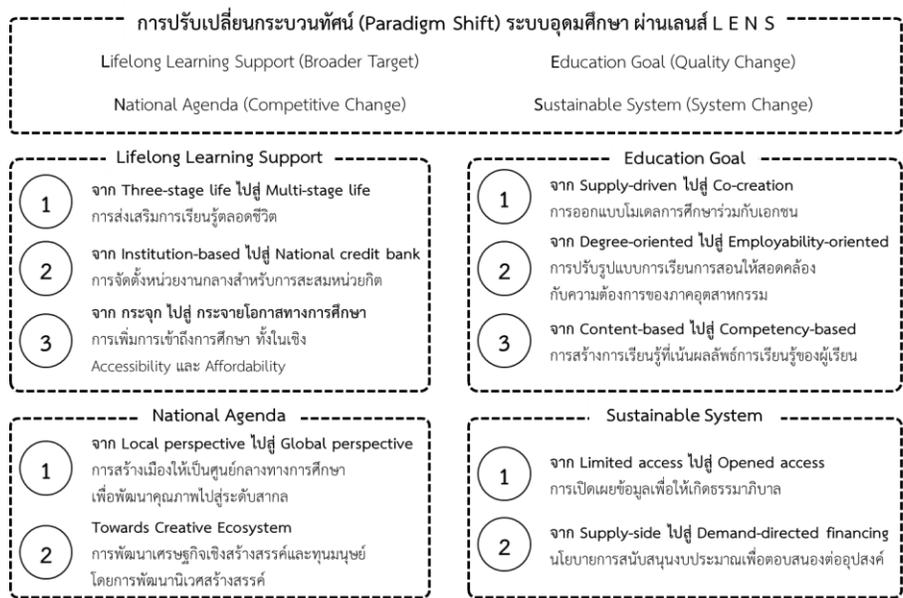 การปรับเปลี่ยนกระบวนทัศน์ (Paradigm Shift) ระบบอุดมศึกษา ผ่านเลนส์ L E N S
Lifelong Learning Support (Broader Target)
Education Goal (Quality Change)
National Agenda (Competitive Change)
Sustainable System (System Change)
Lifelong Learning Support
1
จาก Three-stage life ไปสู่ Multi-stage life
การส่งเสริมการเรียนรู้ตลอดชีวิต
2
จาก Institution-based ไปสู่ National credit bank
การจัดตั้งหน่วยงานกลางสำหรับการสะสมหน่วยกิต
3
จาก กระจุก ไปสู่ กระจายโอกาสทางการศึกษา
การเพิ่มการเข้าถึงการศึกษา ทั้งในเชิง
Accessibility และ Affordability
Education Goal
1
จาก Supply-driven ไปสู่ Co-creation
การออกแบบโมเดลการศึกษาร่วมกับเอกชน
2
จาก Degree-oriented ไปสู่ Employability-oriented
การปรับรูปแบบการเรียนการสอนให้สอดคล้อง
กับความต้องการของภาคอุตสาหกรรม
3
จาก Content-based ไปสู่ Competency-based
การสร้างการเรียนรู้ที่เน้นผลลัพธ์การเรียนรู้ของผู้เรียน
National Agenda
1
จาก Local perspective ไปสู่ Global perspective
การสร้างเมืองให้เป็นศูนย์กลางทางการศึกษา
เพื่อพัฒนาคุณภาพไปสู่ระดับสากล
2
Towards Creative Ecosystem
การพัฒนาเศรษฐกิจเชิงสร้างสรรค์และทุนมนุษย์
โดยการพัฒนานิเวศสร้างสรรค์
Sustainable System
1
จาก Limited access ไปสู่ Opened access
การเปิดเผยข้อมูลเพื่อให้เกิดธรรมาภิบาล
2
จาก Supply-side ไปสู่ Demand-directed financing
นโยบายการสนับสนุนงบประมาณเพื่อตอบสนองต่ออุปสงค์